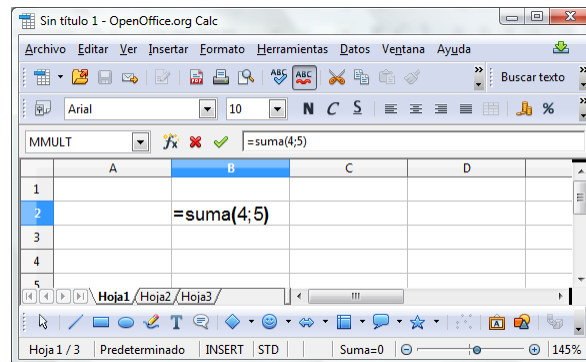 Sin título 1 - OpenOffice.org Calc
Archivo Editar Ver Insertar Formato Herramientas Datos Ventana Ayuda
ABC ABC Buscar texto
Arial 10 N C S %
MMULT =suma(4;5)
A B C D
1
2 =suma(4;5)
3
4
5
Hoja1 Hoja2 Hoja3
T
Hoja 1 / 3 Predeterminado INSERT STD Suma=0 145%